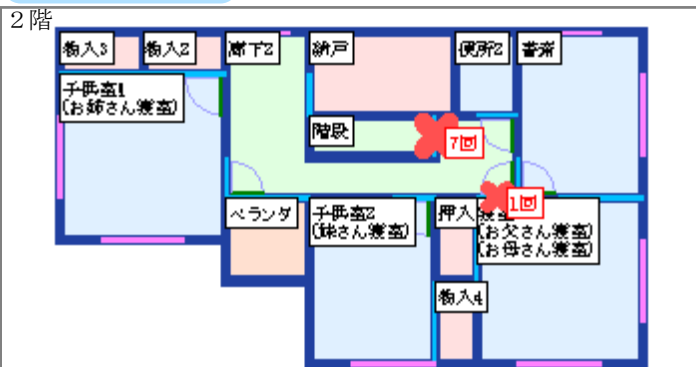 2階
物入3
物入2
廊下2
納戸
便所2
書斎
子供室1
(お姉さん寝室)
階段
7回
1回
ベランダ
子供室2
(妹さん寝室)
押入
寝室
(お父さん寝室)
(お母さん寝室)
物入4